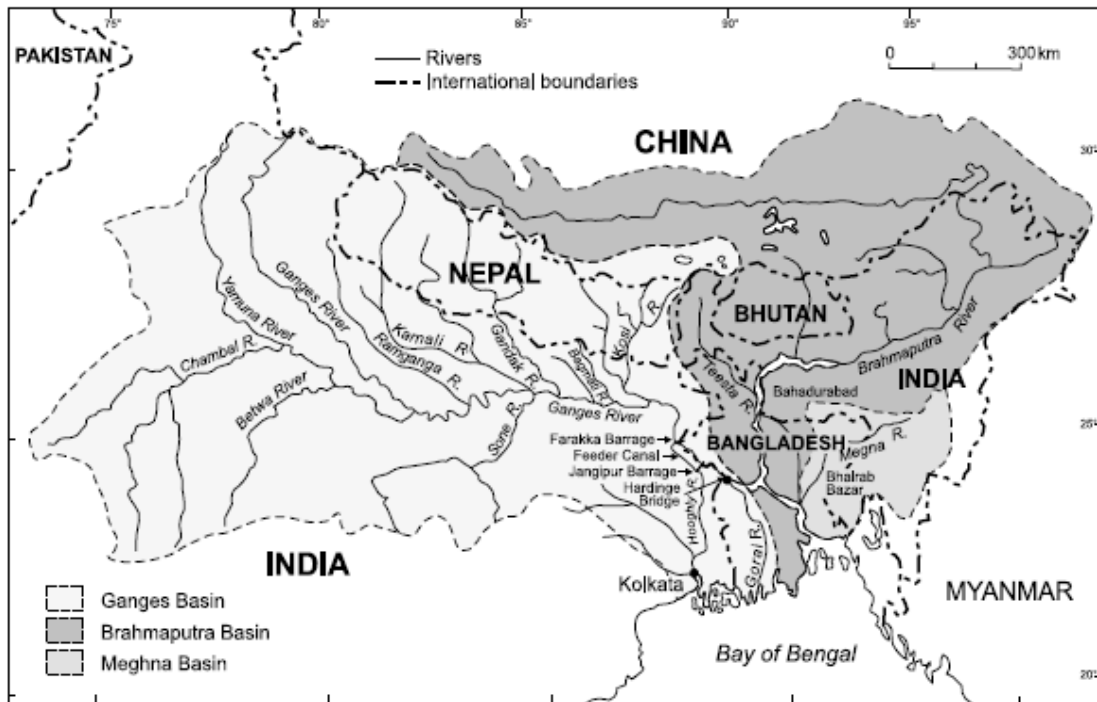 75°
80°
85°
90°
95°
PAKISTAN
Rivers
International boundaries
0 300 km
CHINA
30°
NEPAL
BHUTAN
Yamuna River
Ganges River
Ramganga R.
Karnali R.
Gandak R.
Bagmati R.
Kosi R.
Teesta R.
Brahmaputra River
Chambal R.
Betwa River
Sone R.
Ganges River
Bahadurabad
INDIA
25°
BANGLADESH
Megna R.
Farakka Barrage
Feeder Canal
Jangipur Barrage
Hardinge
Bridge
Bhairab
Bazar
Hooghly R.
Gorai R.
INDIA
Kolkata
MYANMAR
Ganges Basin
Brahmaputra Basin
Meghna Basin
Bay of Bengal
20°